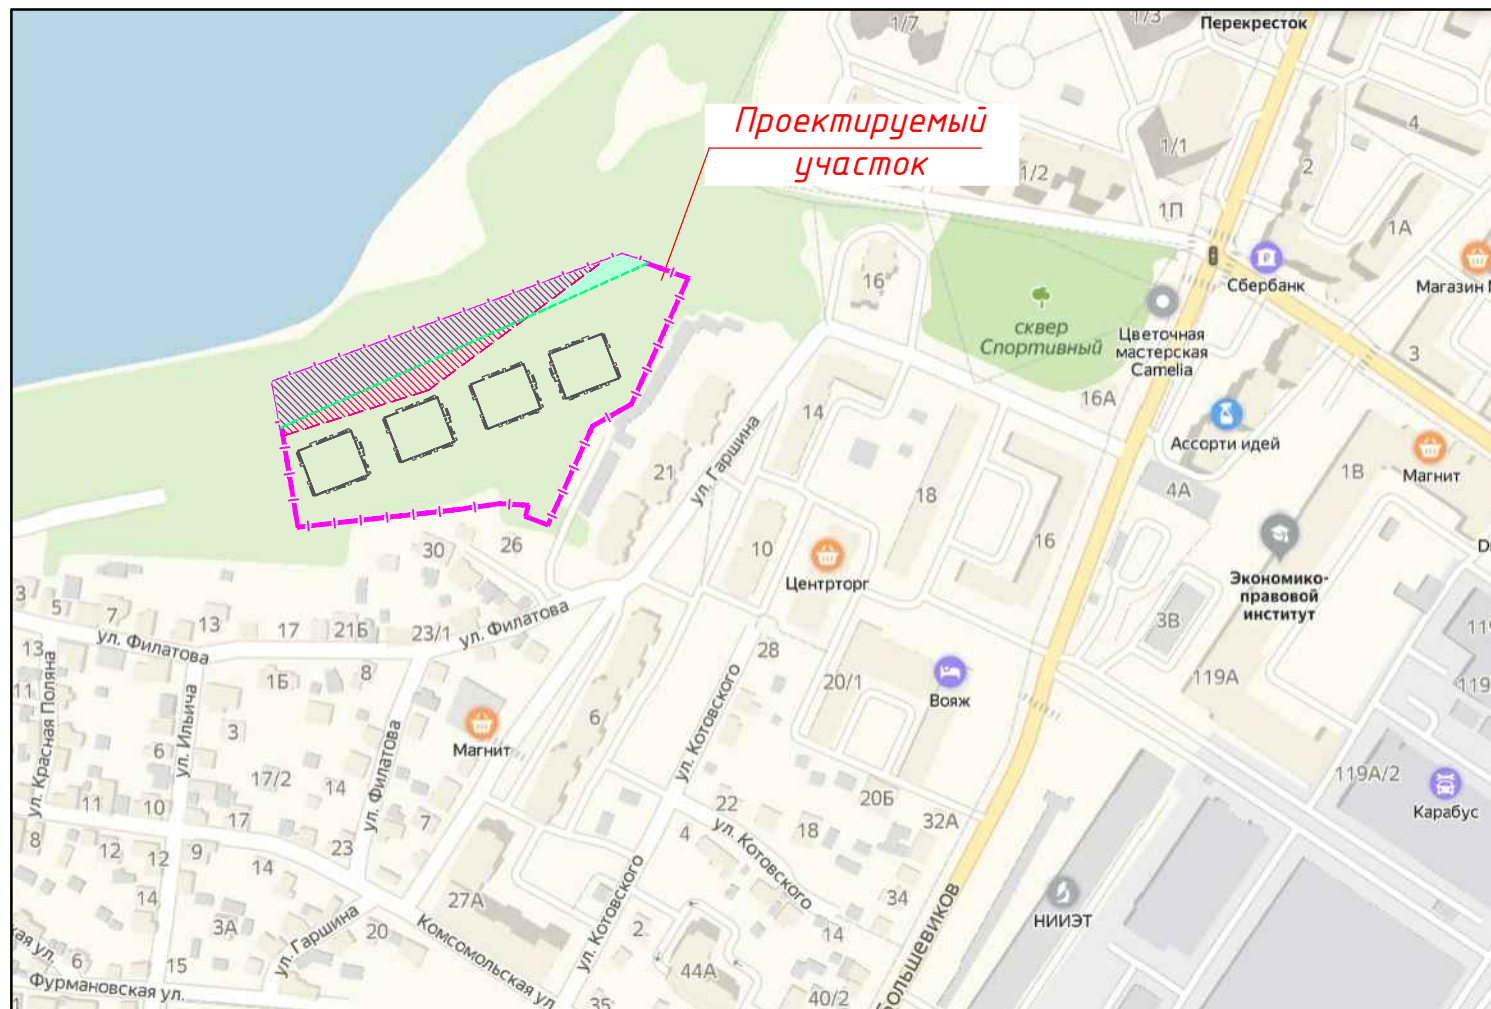 1/7
1/3
Перекресток
Проектируемый
участок
4
1/1
2
1/2
1П
1А
16°
Сбербанк
Магазин
сквер
Спортивный
Цветочная
мастерская
Camelia
3
16А
14
Ассорти идей
1В
Магнит
21
ул. Гаршина
18
4А
16
30
26
10
Центрторг
Экономико-
правовой
институт
3
5
7
13
17
21Б
23/1
ул. Филатова
ул. Филатова
3В
119
13
11
ул. Красная Поляна
1Б
8
28
20/1
Вояж
119А
119
ул. Ильича
3
6
6
Магнит
ул. Котовского
17/2
14
ул. Филатова
119А/2
Карабус
11
10
17
7
22
20Б
32А
8
12
12
9
14
23
4
18
ул. Котовского
14
27А
34
НИИЭТ
3А
ул. Гаршина
20
Комсомольская ул.
ул. Котовского
2
14
Большевиков
ул.
6
15
44А
Фурмановская ул.
35
40/2